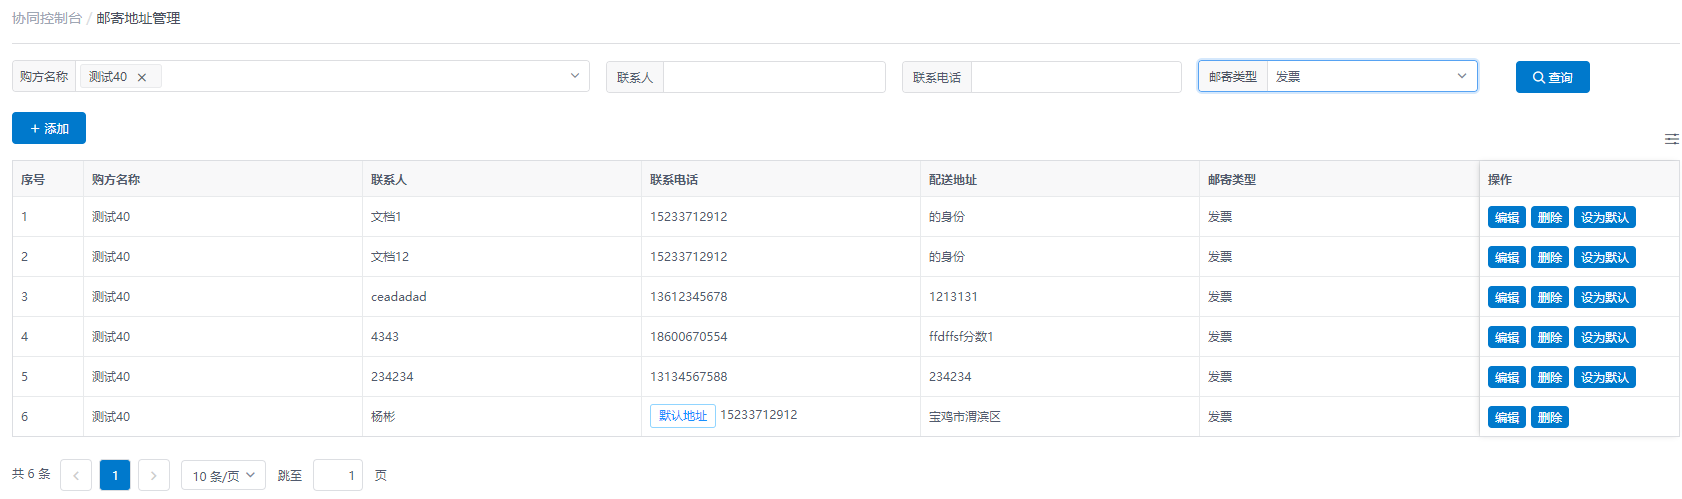 协同控制台 / 邮寄地址管理
购方名称 测试40 × 联系人 联系电话 邮寄类型 发票 查询
+ 添加
序号 购方名称 联系人 联系电话 配送地址 邮寄类型 操作
1 测试40 文档1 15233712912 的身份 发票 编辑 删除 设为默认
2 测试40 文档12 15233712912 的身份 发票 编辑 删除 设为默认
3 测试40 ceadadad 13612345678 1213131 发票 编辑 删除 设为默认
4 测试40 4343 18600670554 ffdffsf分数1 发票 编辑 删除 设为默认
5 测试40 234234 13134567588 234234 发票 编辑 删除 设为默认
6 测试40 杨彬 默认地址 15233712912 宝鸡市渭滨区 发票 编辑 删除
共 6 条 < 1 > 10 条/页 跳至 1 页